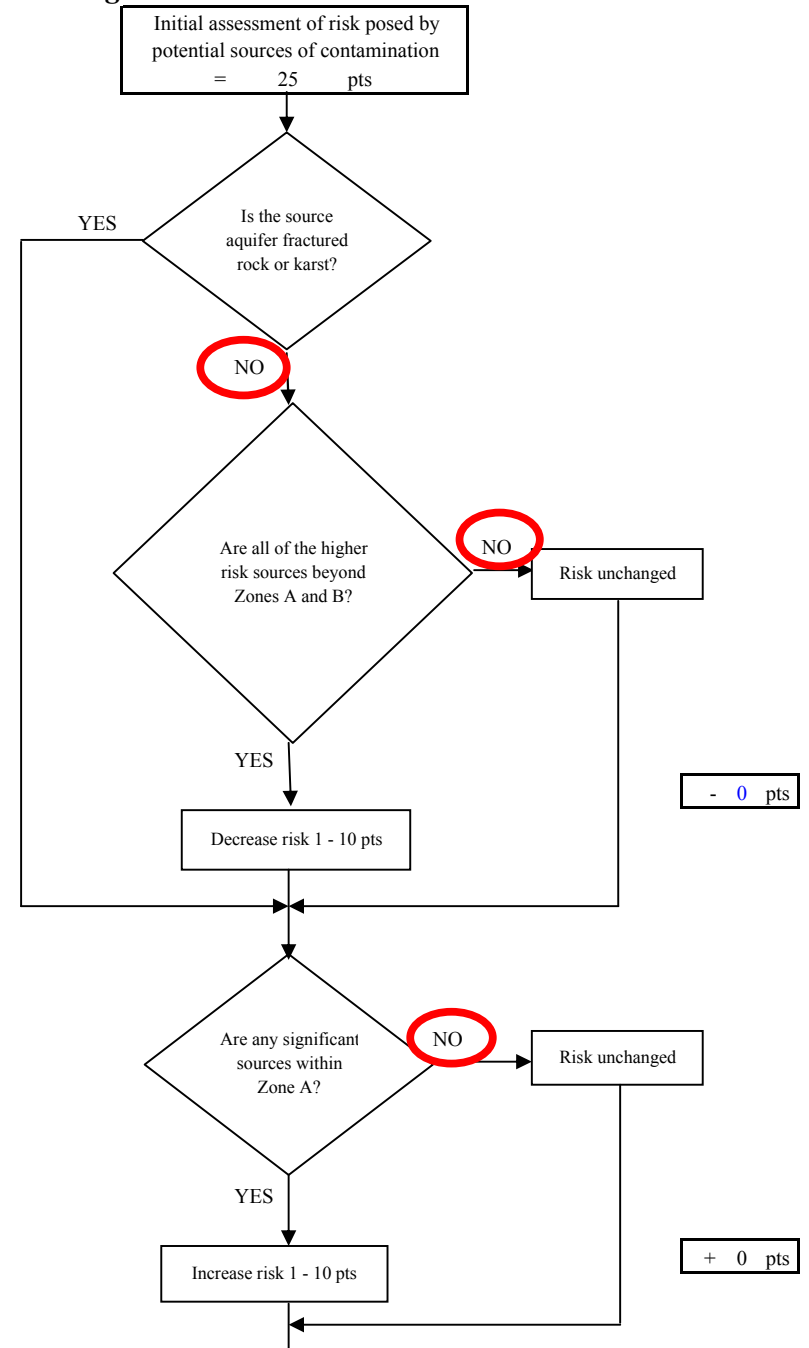 Initial assessment of risk posed by
potential sources of contamination
= 25 pts
YES
Is the source
aquifer fractured
rock or karst?
NO
Are all of the higher
risk sources beyond
Zones A and B?
NO
Risk unchanged
YES
- 0 pts
Decrease risk 1 - 10 pts
Are any significant
sources within
Zone A?
NO
Risk unchanged
YES
+ 0 pts
Increase risk 1 - 10 pts